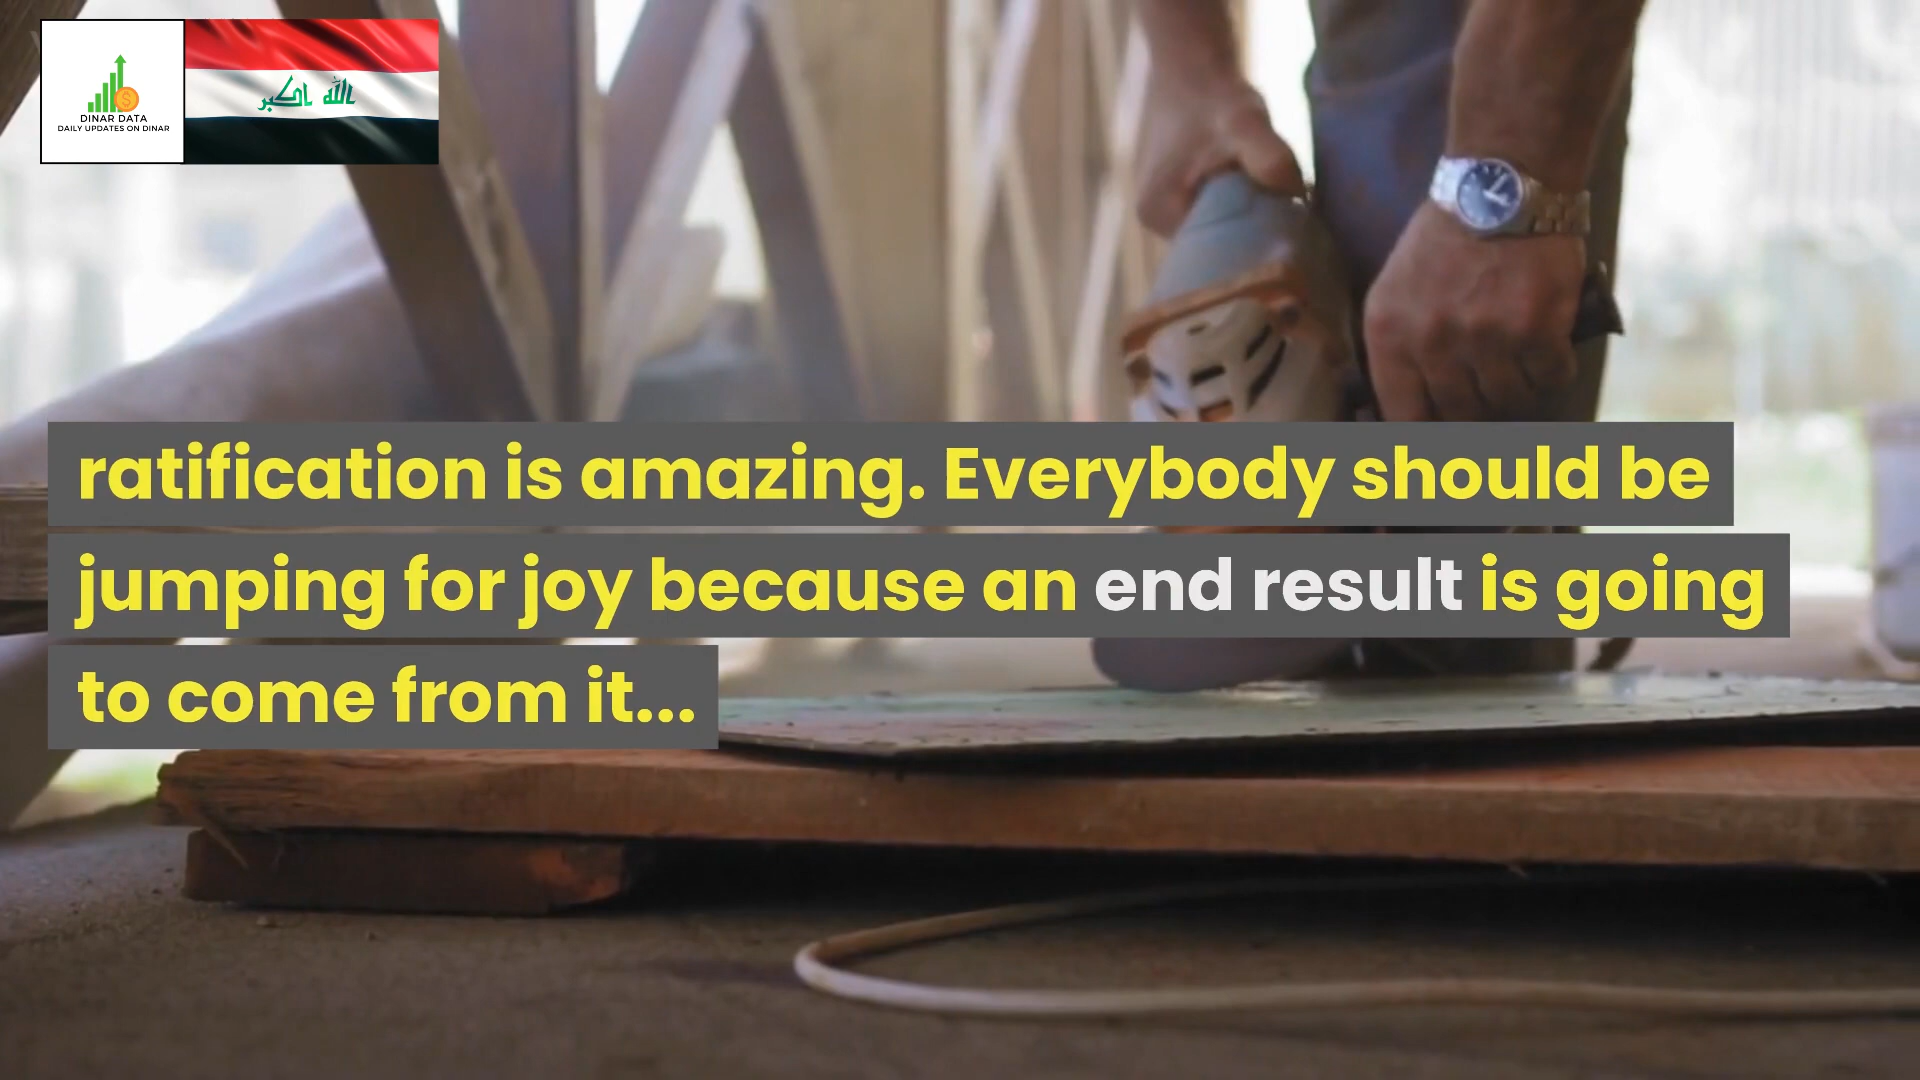 DINAR DATA
DAILY UPDATES ON DINAR
الله اكبر
ratification is amazing. Everybody should be
jumping for joy because an end result is going
to come from it...